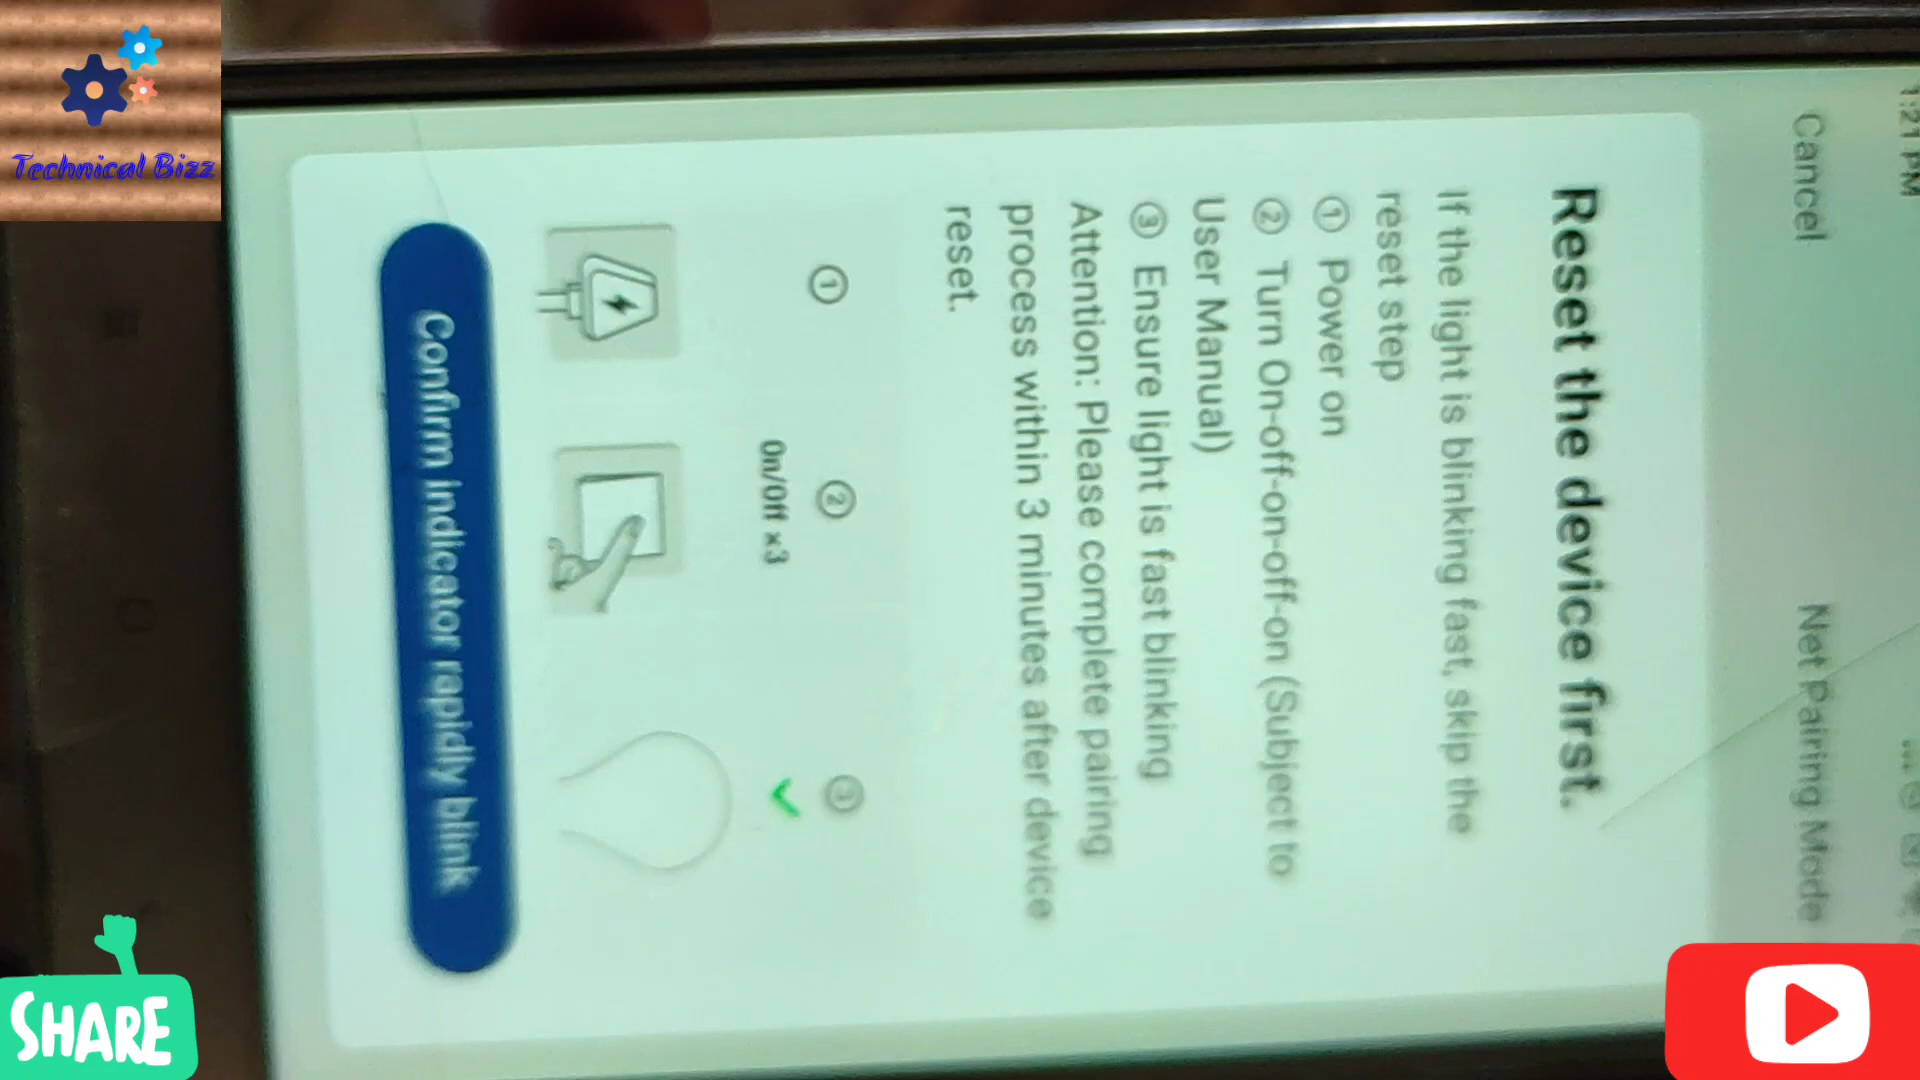 Technical Bizz
1:21 PM
Cancel
Net Pairing Mode
Reset the device first.
If the light is blinking fast, skip the
reset step
① Power on
② Turn On-off-on-off-on (Subject to
User Manual)
③ Ensure light is fast blinking
Attention: Please complete pairing
process within 3 minutes after device
reset.
① ② ③
On/Off ×3
Confirm indicator rapidly blink
SHARE